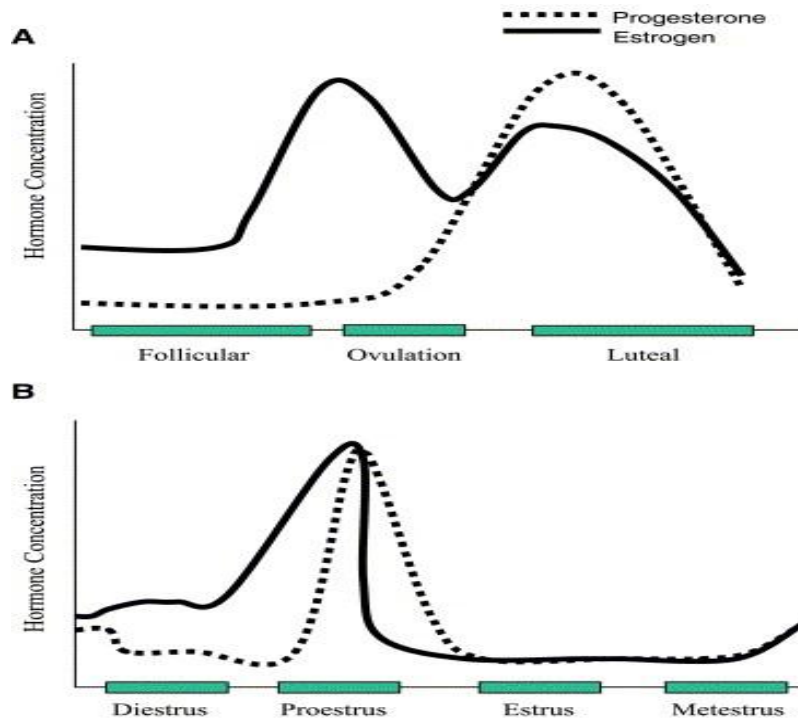 Progesterone
Estrogen
A
Hormone Concentration
Follicular Ovulation Luteal
B
Hormone Concentration
Diestrus Proestrus Estrus Metestrus